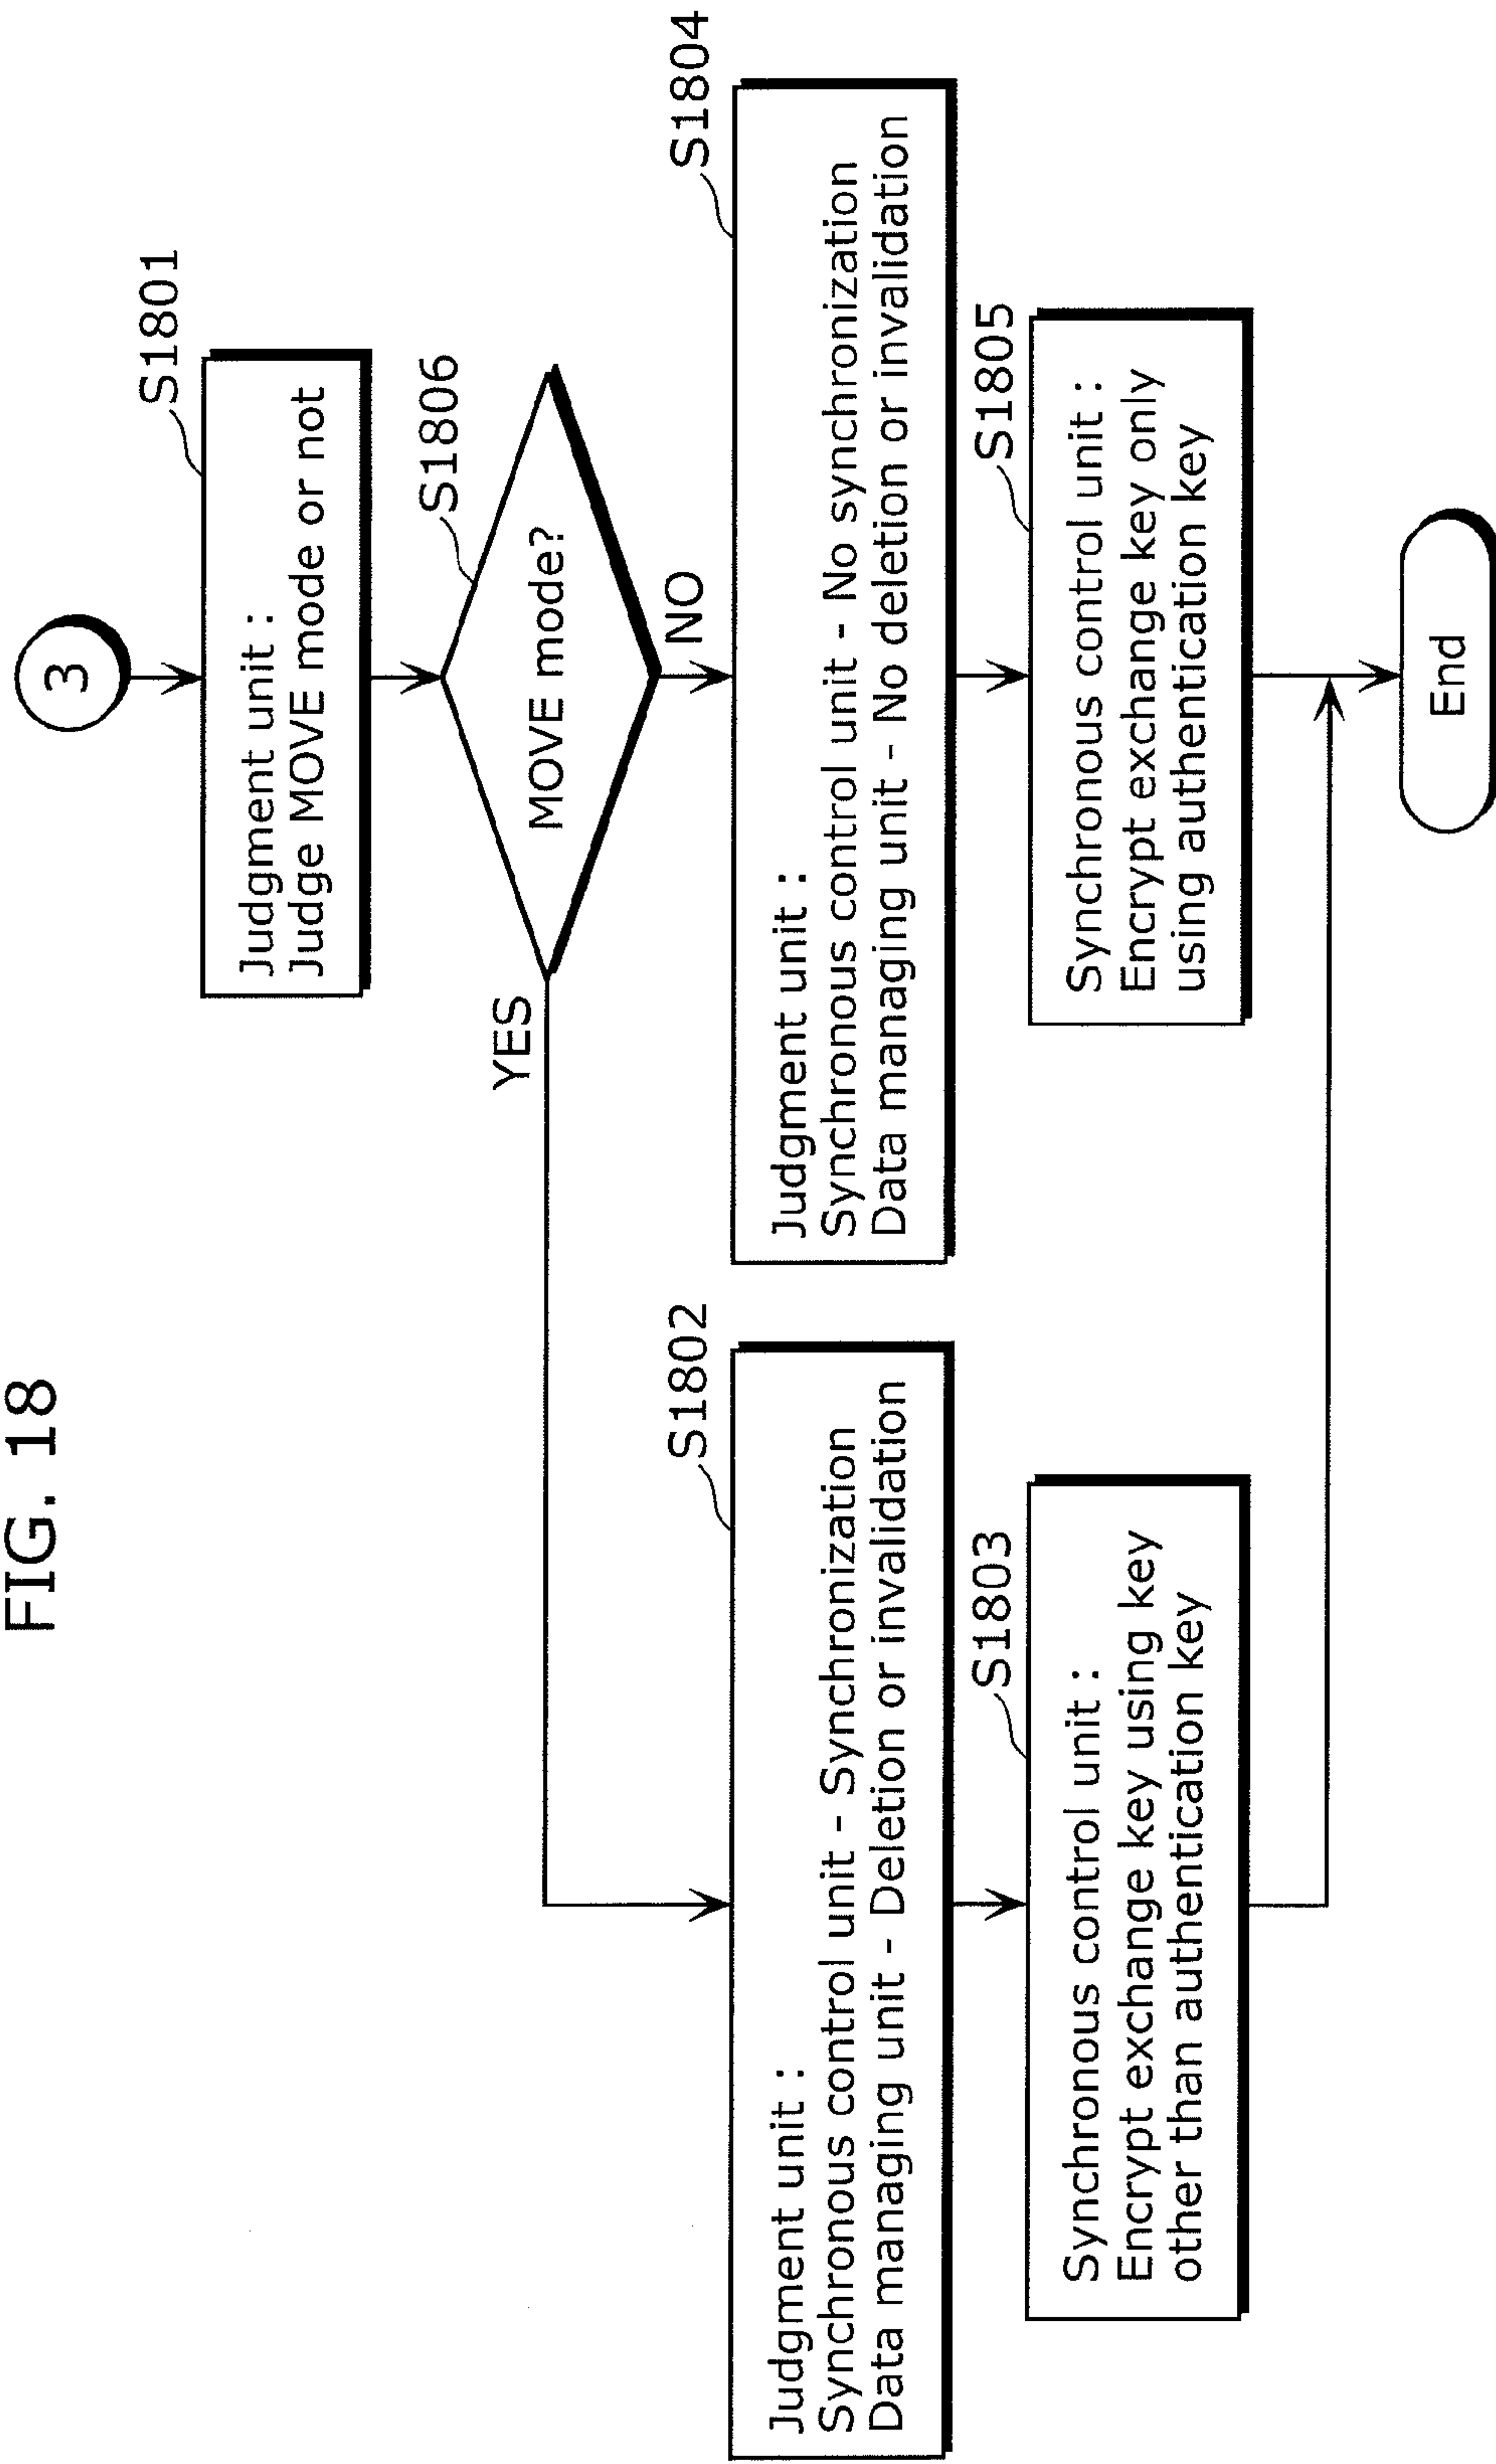 FIG. 18
3
S1801
Judgment unit :
Judge MOVE mode or not
S1806
MOVE mode?
YES
NO
S1802
Judgment unit :
Synchronous control unit - Synchronization
Data managing unit - Deletion or invalidation
S1804
Judgment unit :
Synchronous control unit - No synchronization
Data managing unit - No deletion or invalidation
S1803
Synchronous control unit :
Encrypt exchange key using key
other than authentication key
S1805
Synchronous control unit :
Encrypt exchange key only
using authentication key
End